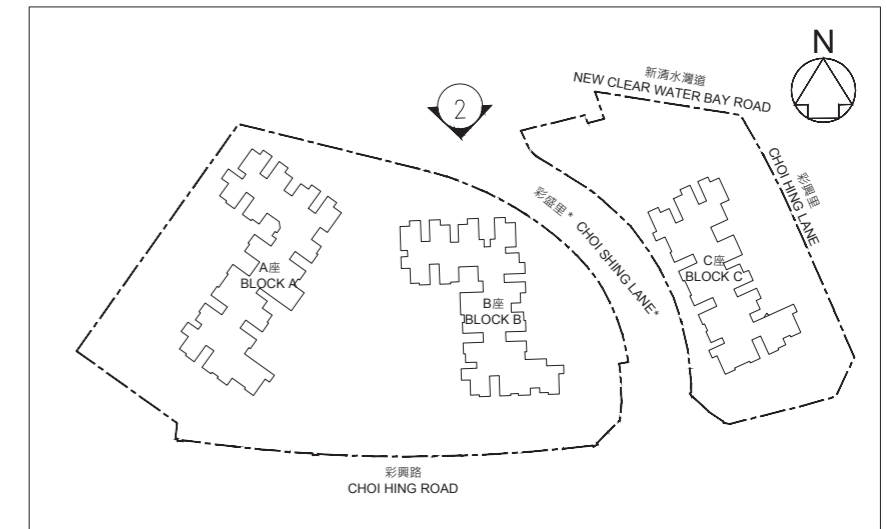 N
新清水灣道
NEW CLEAR WATER BAY ROAD
2
彩興里
CHOI HING LANE
彩盛里*
CHOI SHING LANE*
A座
BLOCK A
B座
BLOCK B
C座
BLOCK C
彩興路
CHOI HING ROAD